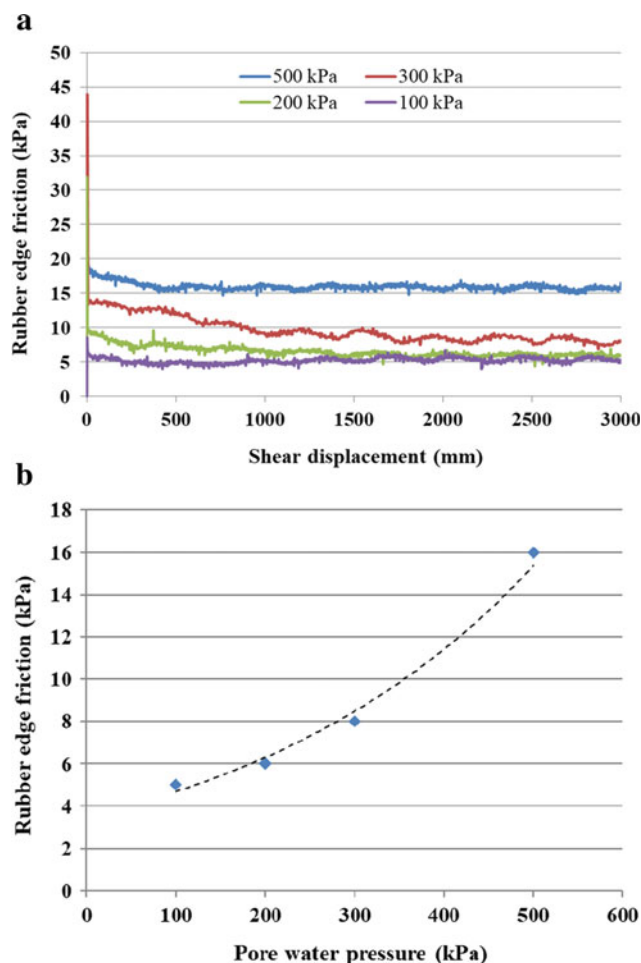 a
50
45
40
35
30
25
20
15
10
5
0
Rubber edge friction (kPa)
500 kPa 300 kPa
200 kPa 100 kPa
0 500 1000 1500 2000 2500 3000
Shear displacement (mm)
b
18
16
14
12
10
8
6
4
2
0
Rubber edge friction (kPa)
0 100 200 300 400 500 600
Pore water pressure (kPa)